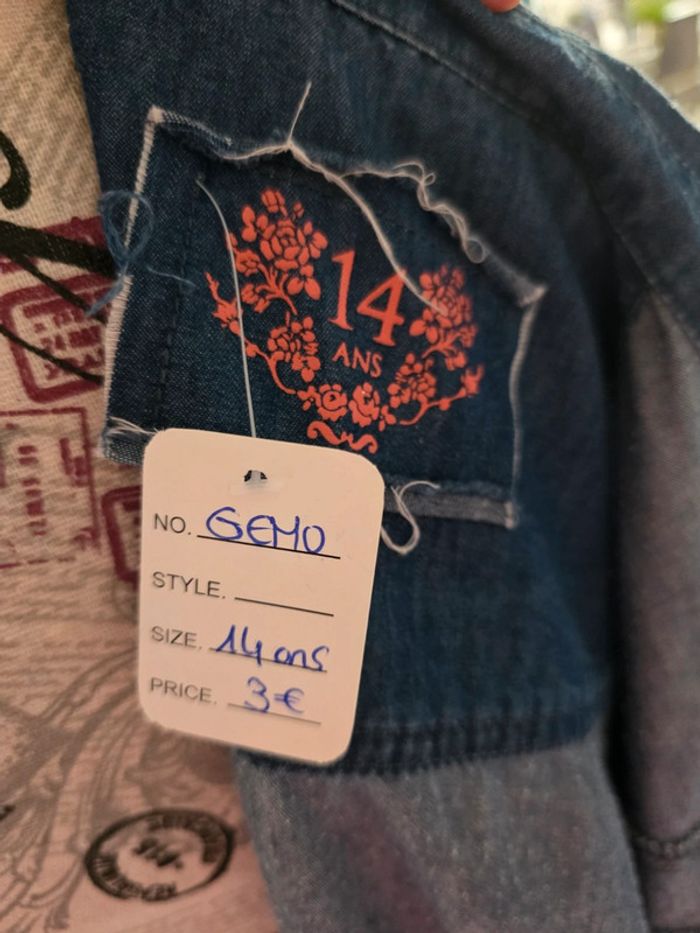 14
ANS
NO. GEMO
STYLE.
SIZE. 14 ans
PRICE. 3€